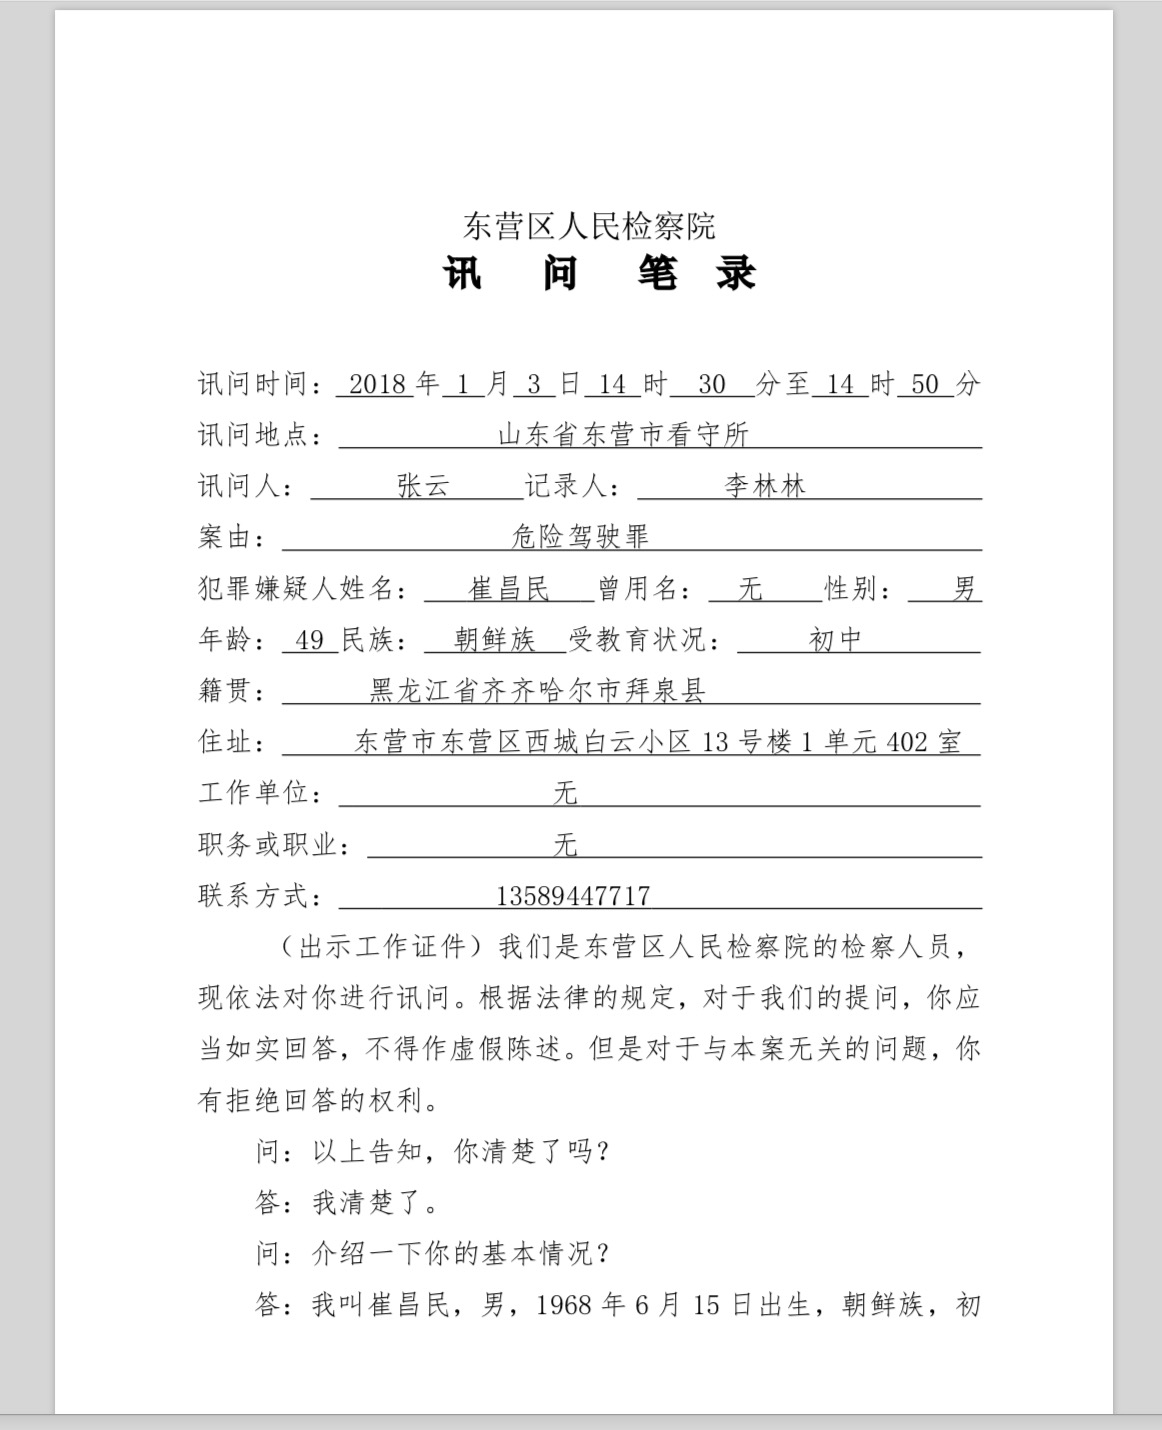 东营区人民检察院
讯 问 笔 录
讯问时间： 2018 年 1 月 3 日 14 时 30 分至 14 时 50 分
讯问地点： 山东省东营市看守所
讯问人： 张云 记录人： 李林林
案由： 危险驾驶罪
犯罪嫌疑人姓名： 崔昌民 曾用名： 无 性别： 男
年龄： 49 民族： 朝鲜族 受教育状况： 初中
籍贯： 黑龙江省齐齐哈尔市拜泉县
住址： 东营市东营区西城白云小区 13 号楼 1 单元 402 室
工作单位： 无
职务或职业： 无
联系方式： 13589447717
（出示工作证件）我们是东营区人民检察院的检察人员，
现依法对你进行讯问。根据法律的规定，对于我们的提问，你应
当如实回答，不得作虚假陈述。但是对于与本案无关的问题，你
有拒绝回答的权利。
问：以上告知，你清楚了吗？
答：我清楚了。
问：介绍一下你的基本情况？
答：我叫崔昌民，男，1968 年 6 月 15 日出生，朝鲜族，初